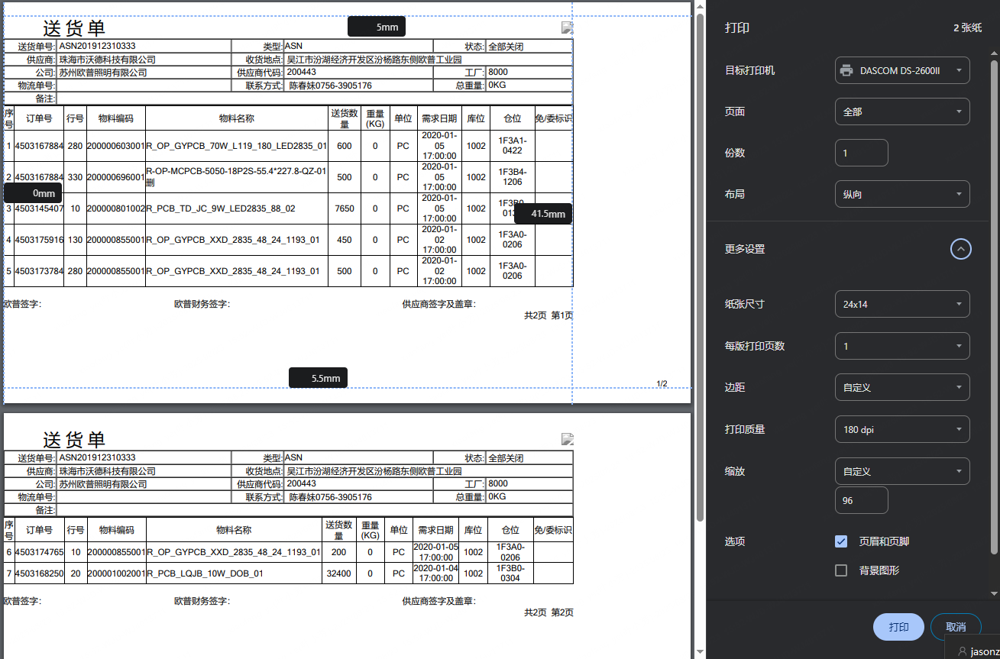 送 货 单
5mm
送货单号: ASN201912310333 类型: ASN 状态: 全部关闭
供应商: 珠海市沃德科技有限公司 收货地点: 吴江市汾湖经济开发区汾杨路东侧欧普工业园
公司: 苏州欧普照明有限公司 供应商代码: 200443 工厂: 8000
物流单号: 联系方式: 陈春妹0756-3905176 总重量: 0KG
备注:
序号 订单号 行号 物料编码 物料名称 送货数量 重量(KG) 单位 需求日期 库位 仓位 免/委标识
1 4503167884 280 200000603001 R_OP_GYPCB_70W_L119_180_LED2835_01 600 0 PC 2020-01-05 17:00:00 1002 1F3A1-0422
2 4503167884 330 200000696001 R-OP-MCPCB-5050-18P2S-55.4*227.8-QZ-01删 500 0 PC 2020-01-05 17:00:00 1002 1F3B4-1206
0mm
3 4503145407 10 200000801002 R_PCB_TD_JC_9W_LED2835_88_02 7650 0 PC 2020-01-05 17:00:00 1002
41.5mm
4 4503175916 130 200000855001 R_OP_GYPCB_XXD_2835_48_24_1193_01 450 0 PC 2020-01-02 17:00:00 1002 1F3A0-0206
5 4503173784 280 200000855001 R_OP_GYPCB_XXD_2835_48_24_1193_01 500 0 PC 2020-01-02 17:00:00 1002 1F3A0-0206
欧普签字: 欧普财务签字: 供应商签字及盖章:
共2页 第1页
5.5mm
1/2
送 货 单
送货单号: ASN201912310333 类型: ASN 状态: 全部关闭
供应商: 珠海市沃德科技有限公司 收货地点: 吴江市汾湖经济开发区汾杨路东侧欧普工业园
公司: 苏州欧普照明有限公司 供应商代码: 200443 工厂: 8000
物流单号: 联系方式: 陈春妹0756-3905176 总重量: 0KG
备注:
序号 订单号 行号 物料编码 物料名称 送货数量 重量(KG) 单位 需求日期 库位 仓位 免/委标识
6 4503174765 10 200000855001 R_OP_GYPCB_XXD_2835_48_24_1193_01 200 0 PC 2020-01-05 17:00:00 1002 1F3A0-0206
7 4503168250 20 200001002001 R_PCB_LQJB_10W_DOB_01 32400 0 PC 2020-01-04 17:00:00 1002 1F3B0-0304
欧普签字: 欧普财务签字: 供应商签字及盖章:
共2页 第2页
打印 2 张纸
目标打印机 DASCOM DS-2600II
页面 全部
份数 1
布局 纵向
更多设置
纸张尺寸 24x14
每版打印页数 1
边距 自定义
打印质量 180 dpi
缩放 自定义
96
选项 页眉和页脚
背景图形
打印 取消
jasonz